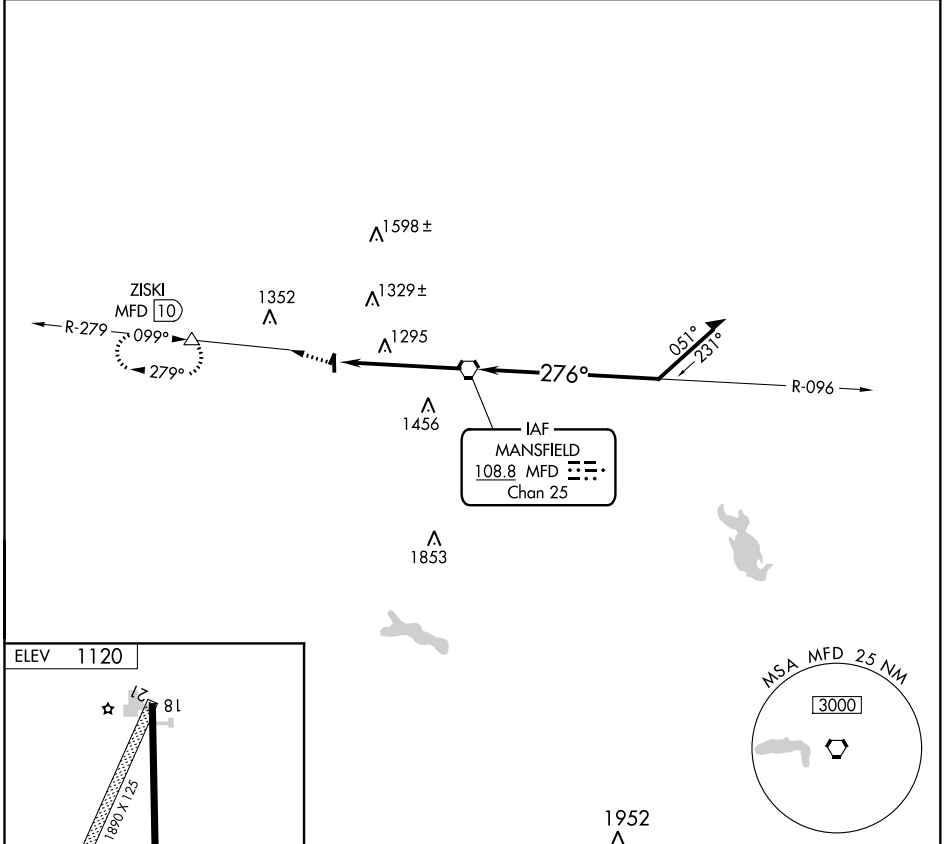 1598 ±
ZISKI
MFD 10
1352
1329 ±
R-279
099°
1295
051°
231°
279°
276°
R-096
1456
IAF
MANSFIELD
108.8 MFD
Chan 25
1853
ELEV 1120
21
18
1890 X 125
MSA MFD 25 NM
3000
1952